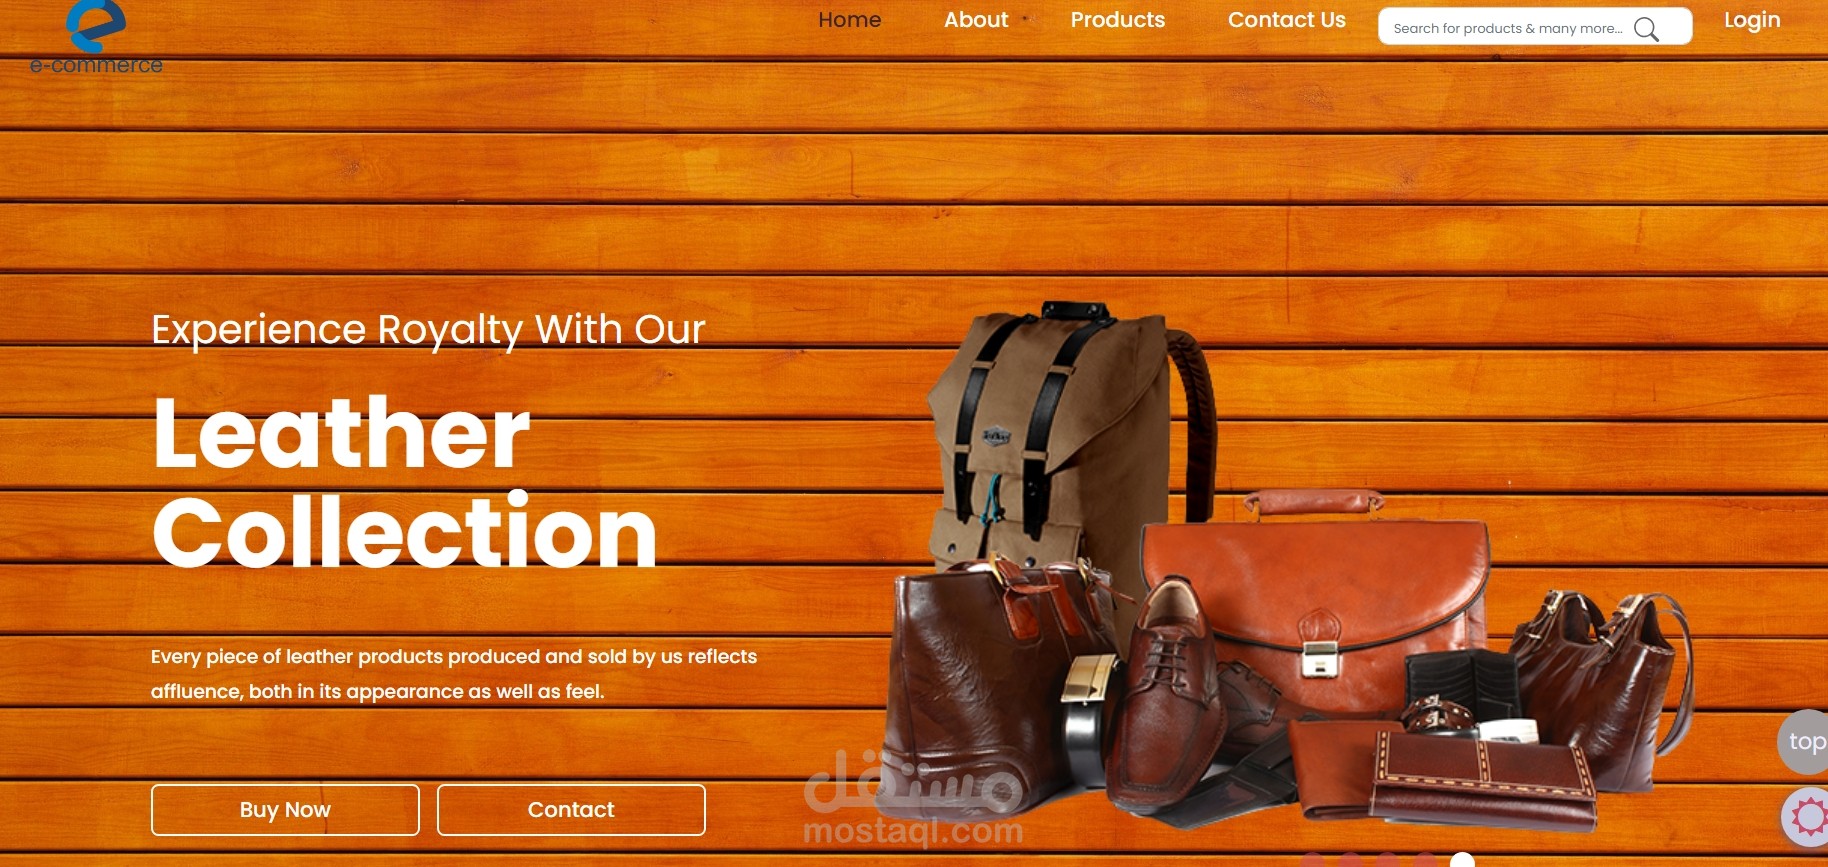 e-commerce
Home
About
Products
Contact Us
Search for products & many more...
Login
Experience Royalty With Our
Leather
Collection
Every piece of leather products produced and sold by us reflects
affluence, both in its appearance as well as feel.
Buy Now
Contact
top
مستقل
mostaql.com